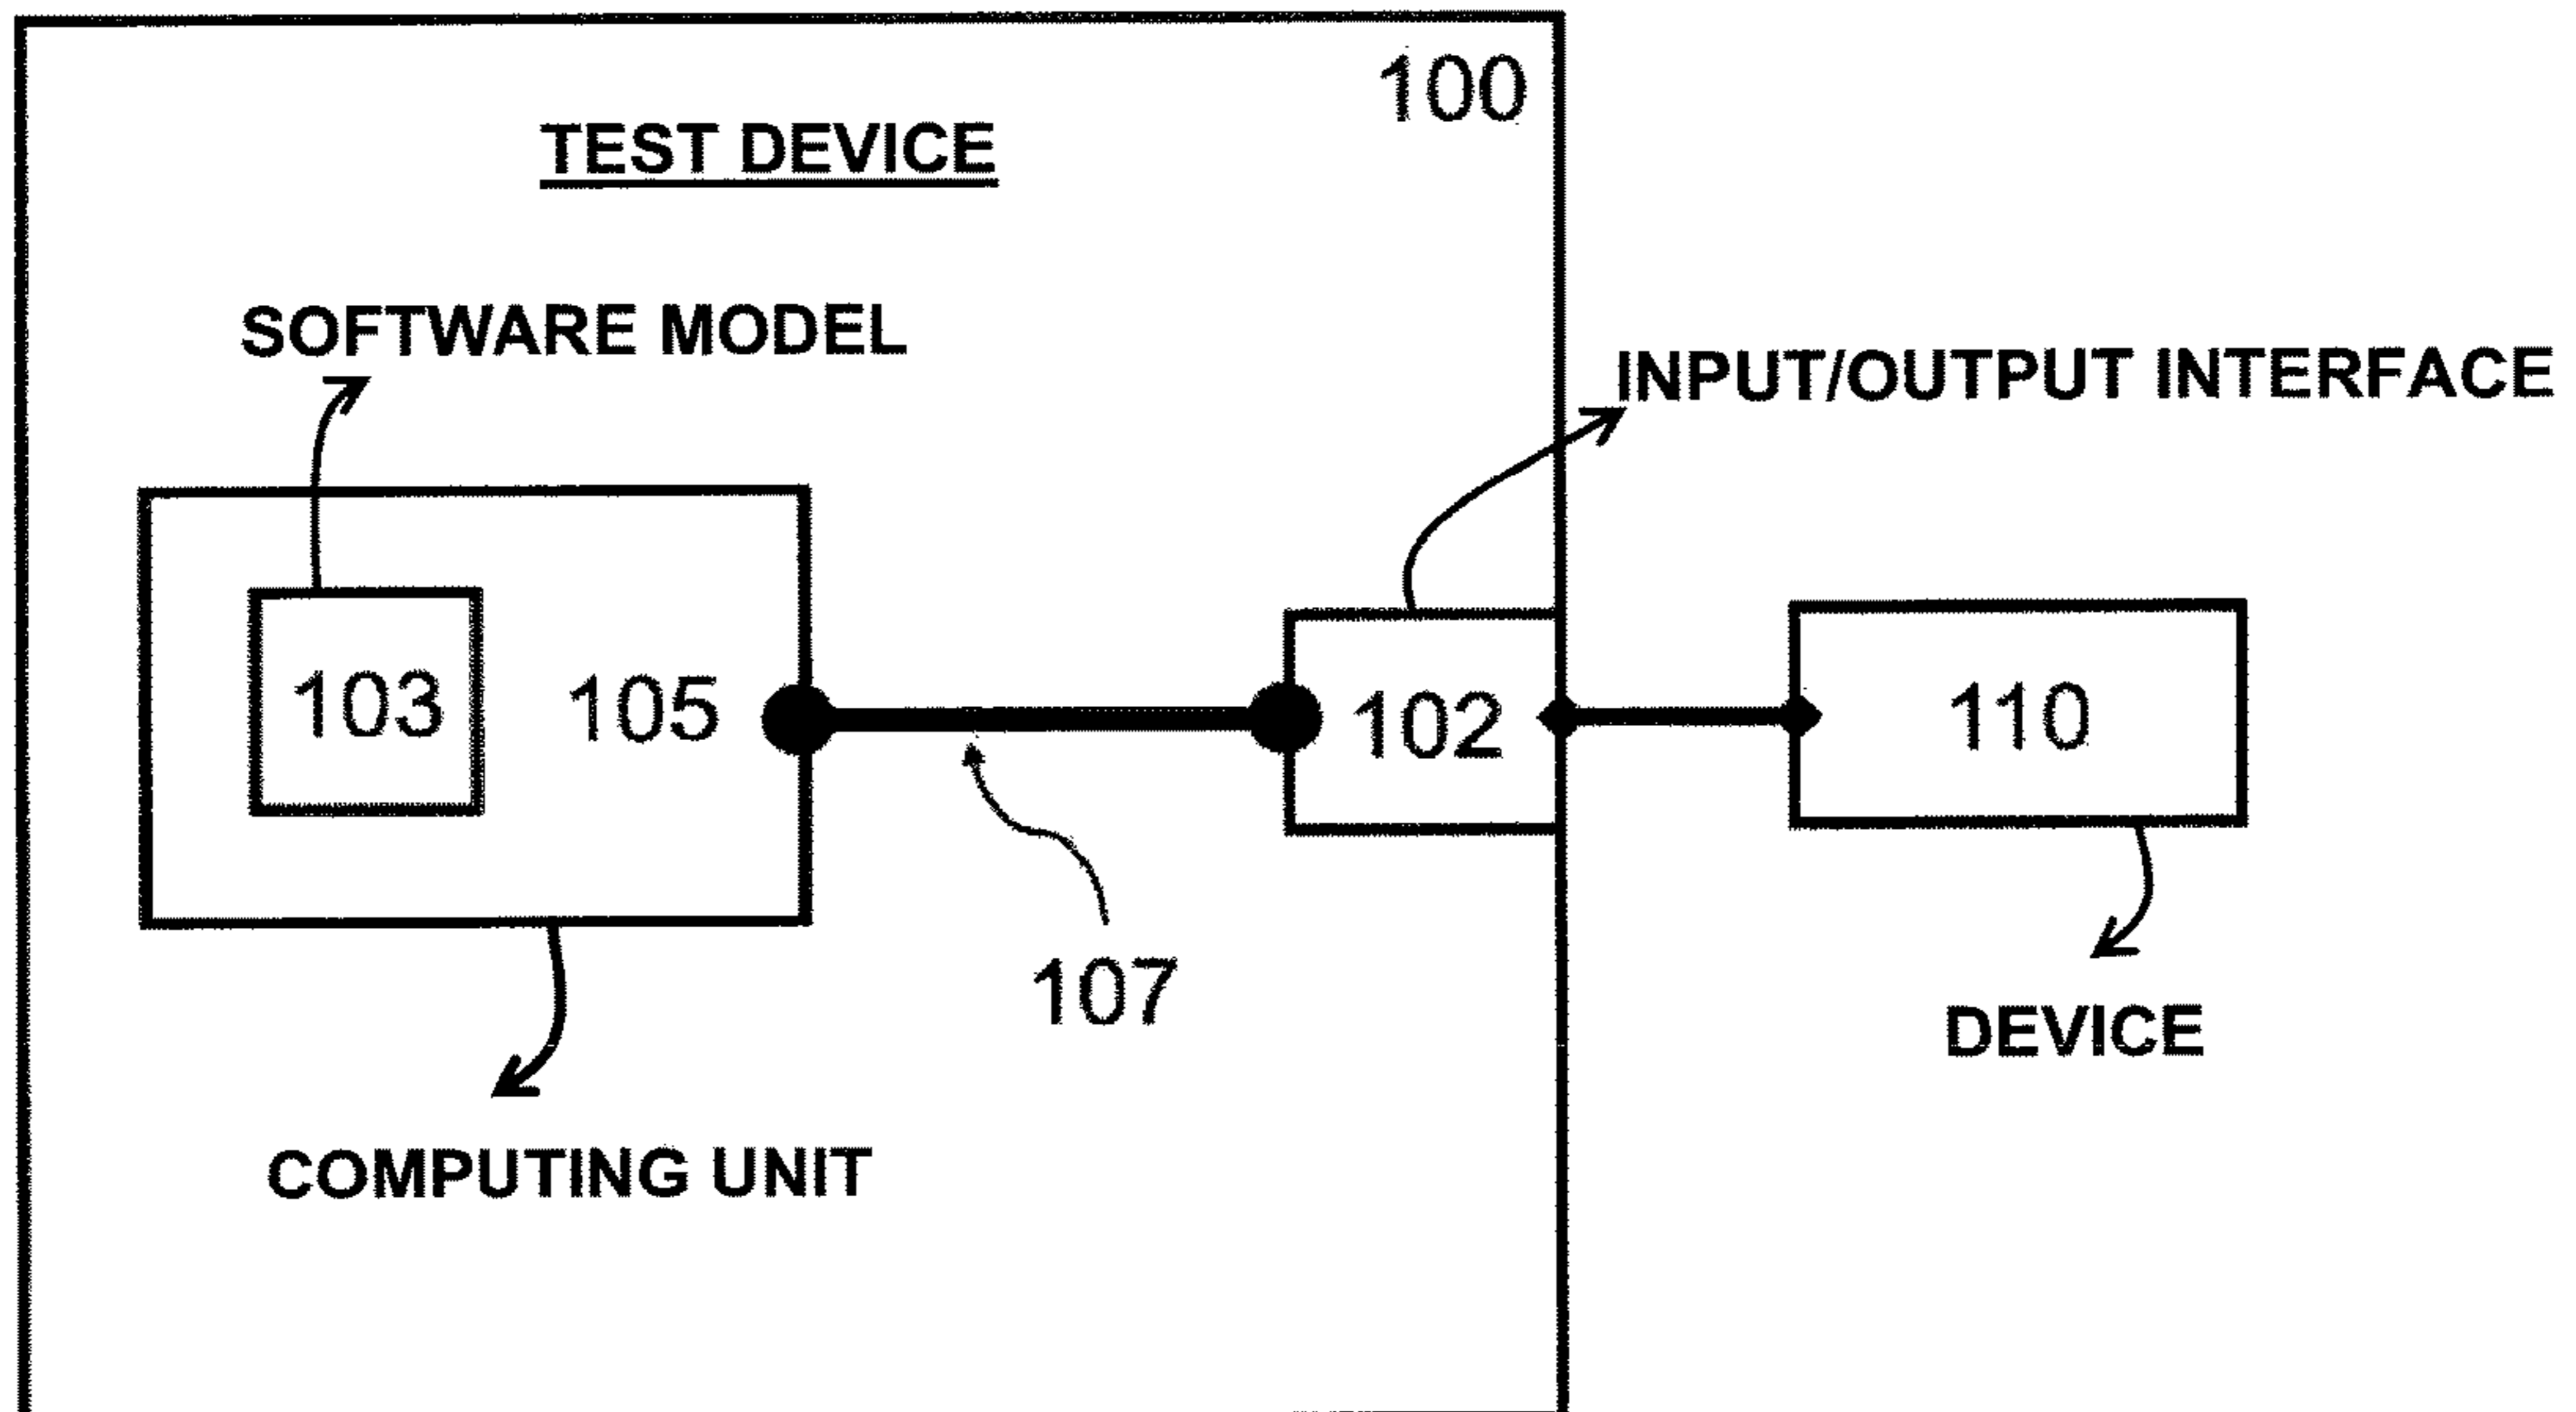 100
TEST DEVICE
SOFTWARE MODEL
INPUT/OUTPUT INTERFACE
103
105
102
110
107
DEVICE
COMPUTING UNIT